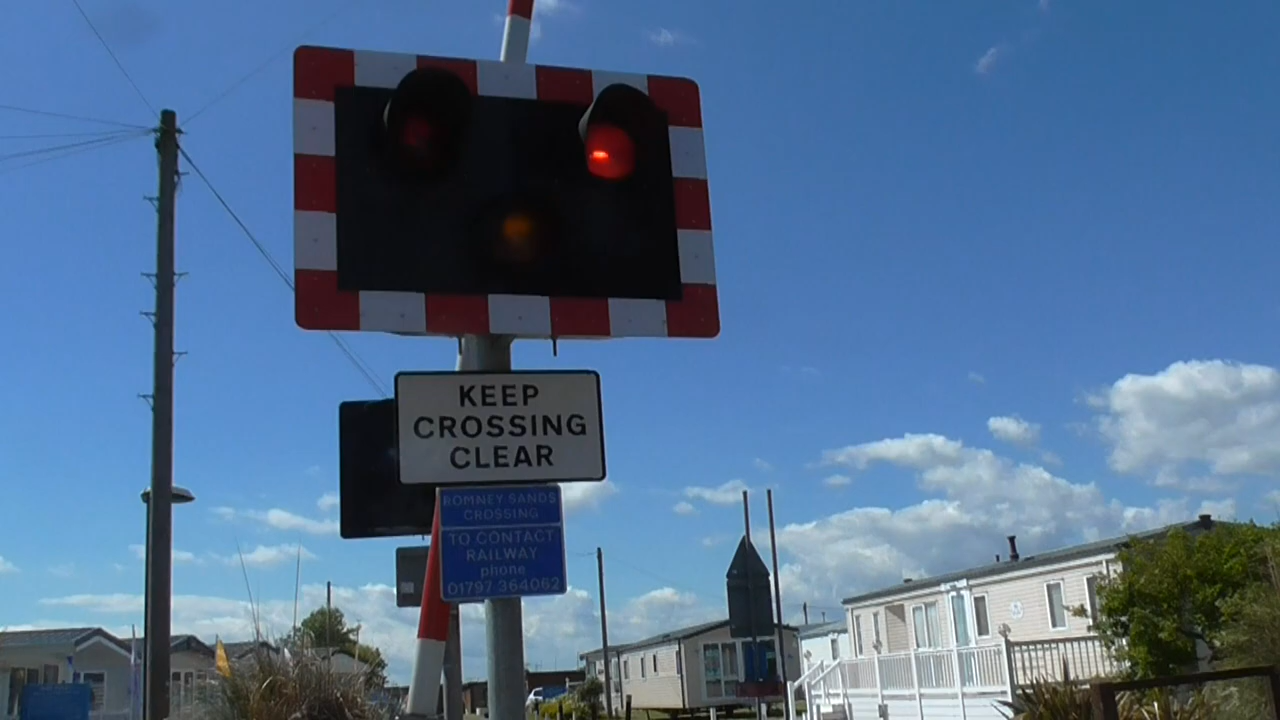 KEEP
CROSSING
CLEAR
ROMNEY SANDS
CROSSING
TO CONTACT
RAILWAY
phone
01797 364062